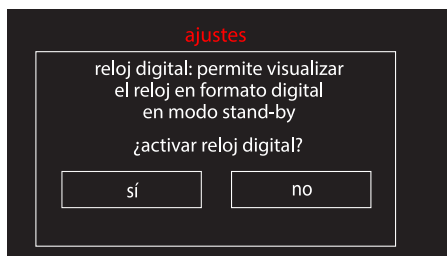 ajustes
reloj digital: permite visualizar
el reloj en formato digital
en modo stand-by
¿activar reloj digital?
sí
no